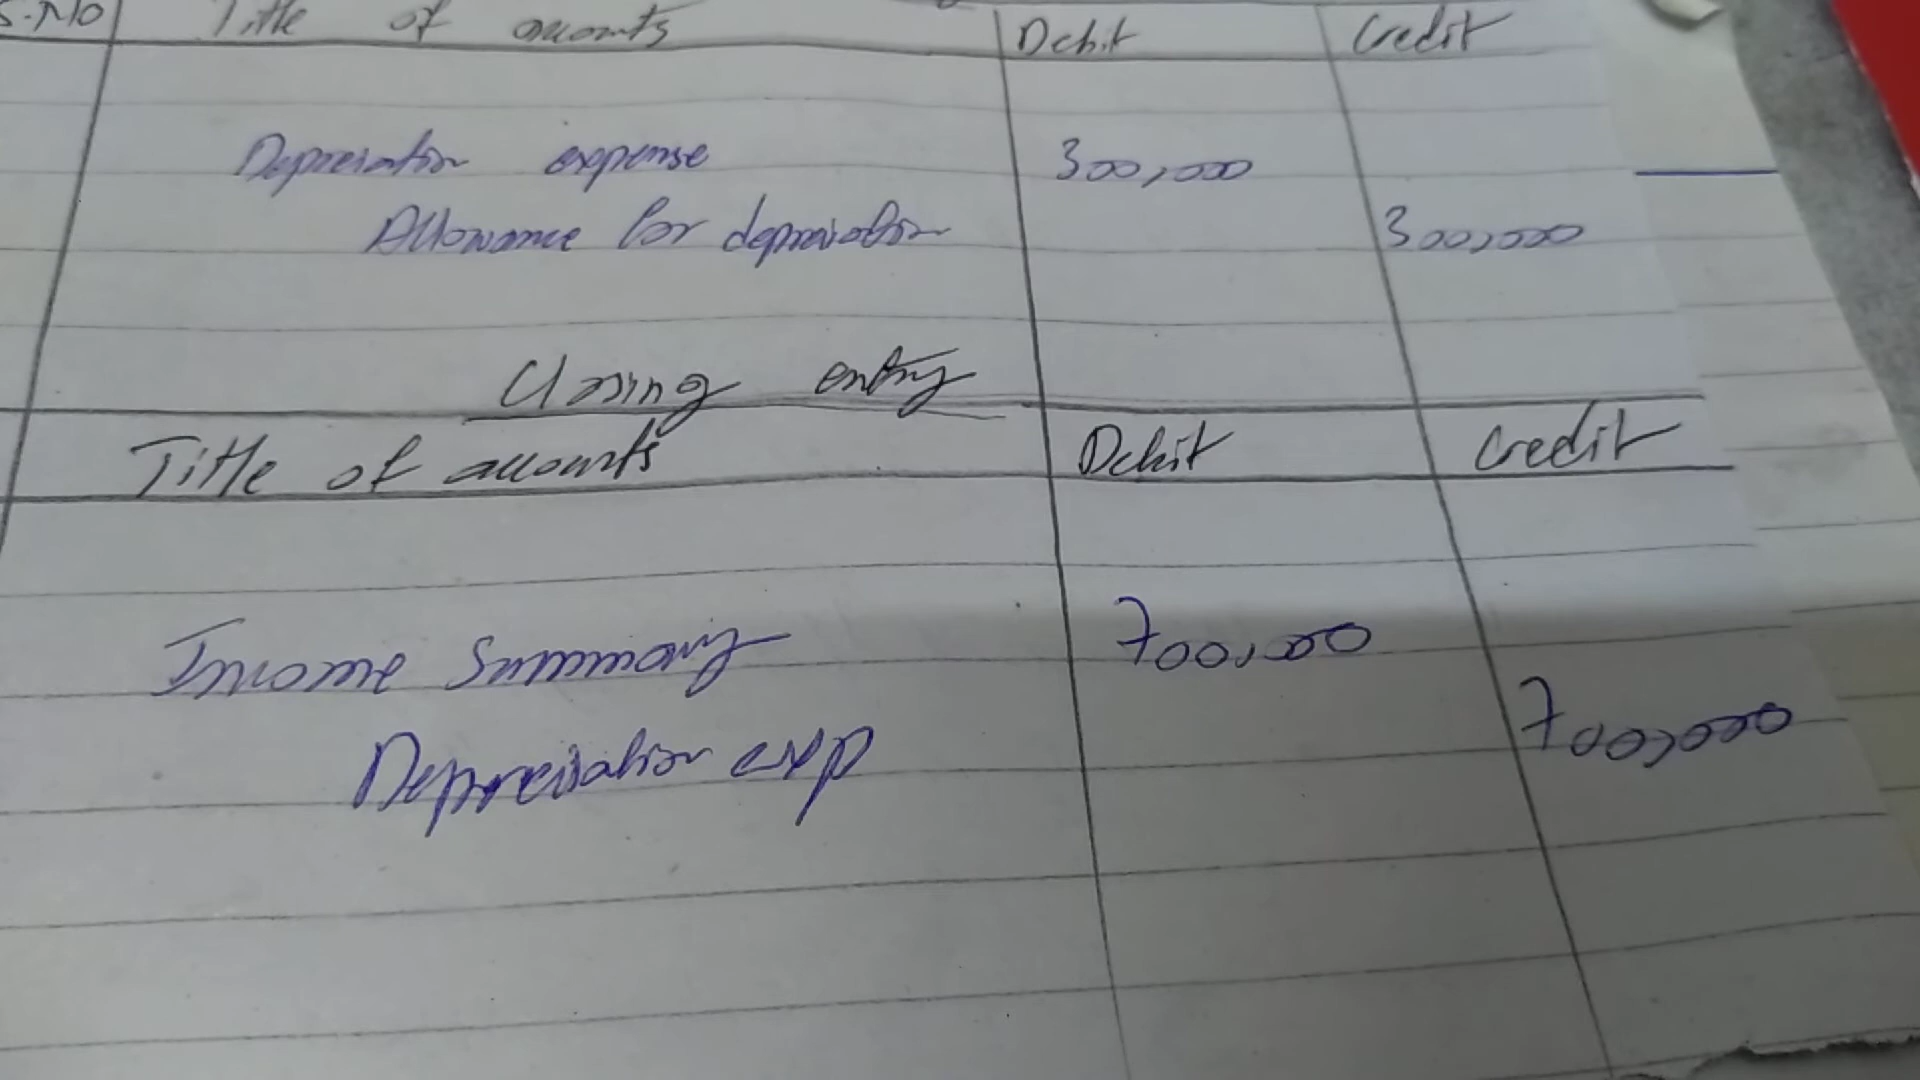 S.No Title of accounts Debit Credit
Depreciation expense 300,000
Allowance for depreciation 300,000
Closing entry
Title of accounts Debit Credit
Income Summary 700,000
Depreciation exp 700,000